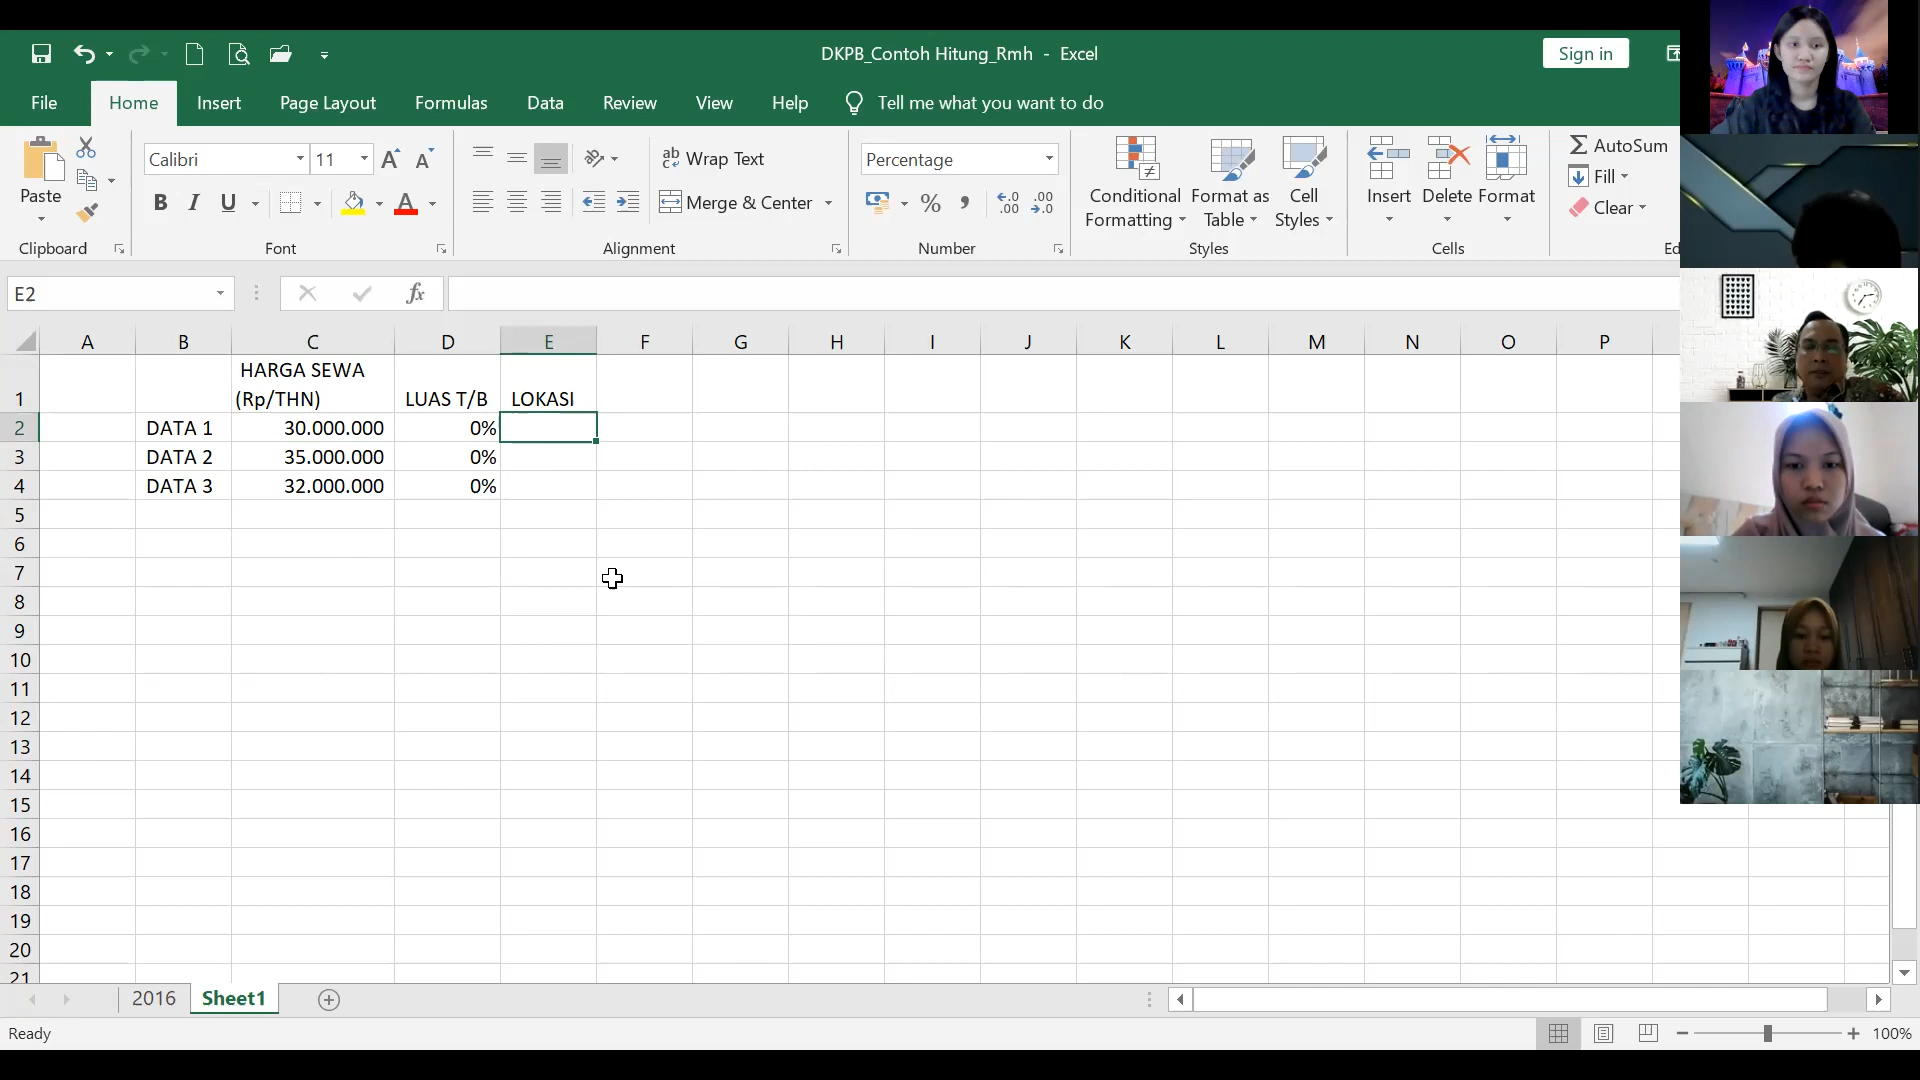 DKPB_Contoh Hitung_Rmh - Excel
Sign in
File Home Insert Page Layout Formulas Data Review View Help Tell me what you want to do
Paste
Clipboard
Calibri 11
B I U
Font
ab Wrap Text
Merge & Center
Alignment
Percentage
%
Number
Conditional Formatting
Format as Table
Cell Styles
Styles
Insert Delete Format
Cells
AutoSum
Fill
Clear
Ed
E2
fx
A B C D E F G H I J K L M N O P
1 HARGA SEWA
(Rp/THN) LUAS T/B LOKASI
2 DATA 1 30.000.000 0%
3 DATA 2 35.000.000 0%
4 DATA 3 32.000.000 0%
5
6
7
8
9
10
11
12
13
14
15
16
17
18
19
20
21
2016 Sheet1
Ready
100%